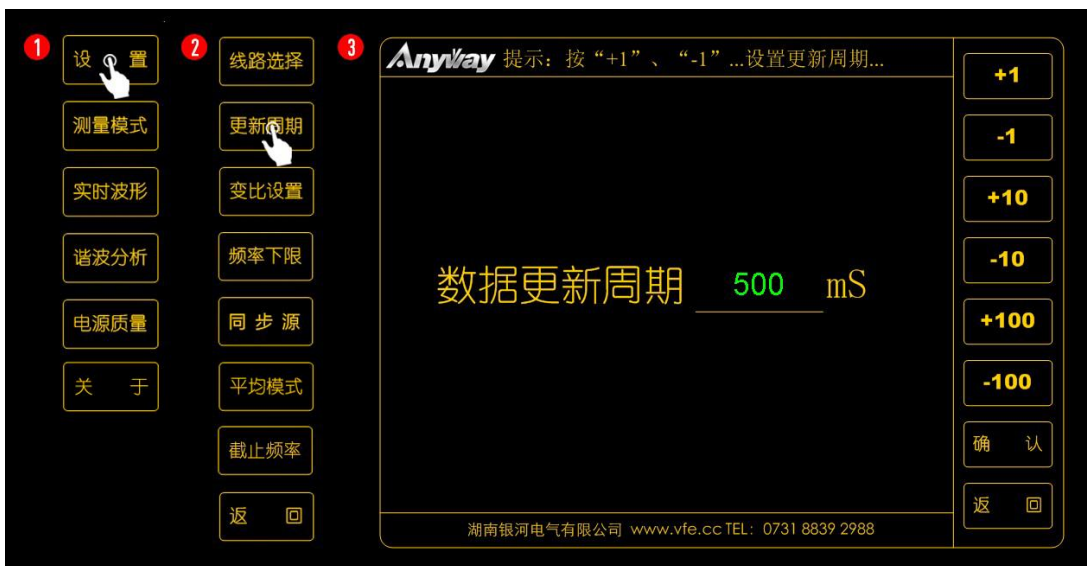 1
设 置
测量模式
实时波形
谐波分析
电源质量
关 于
2
线路选择
更新周期
变比设置
频率下限
同 步 源
平均模式
截止频率
返 回
3
AnyWay 提示：按“+1”、“-1”...设置更新周期...
数据更新周期 500 mS
湖南银河电气有限公司 www.vfe.cc TEL：0731 8839 2988
+1
-1
+10
-10
+100
-100
确 认
返 回